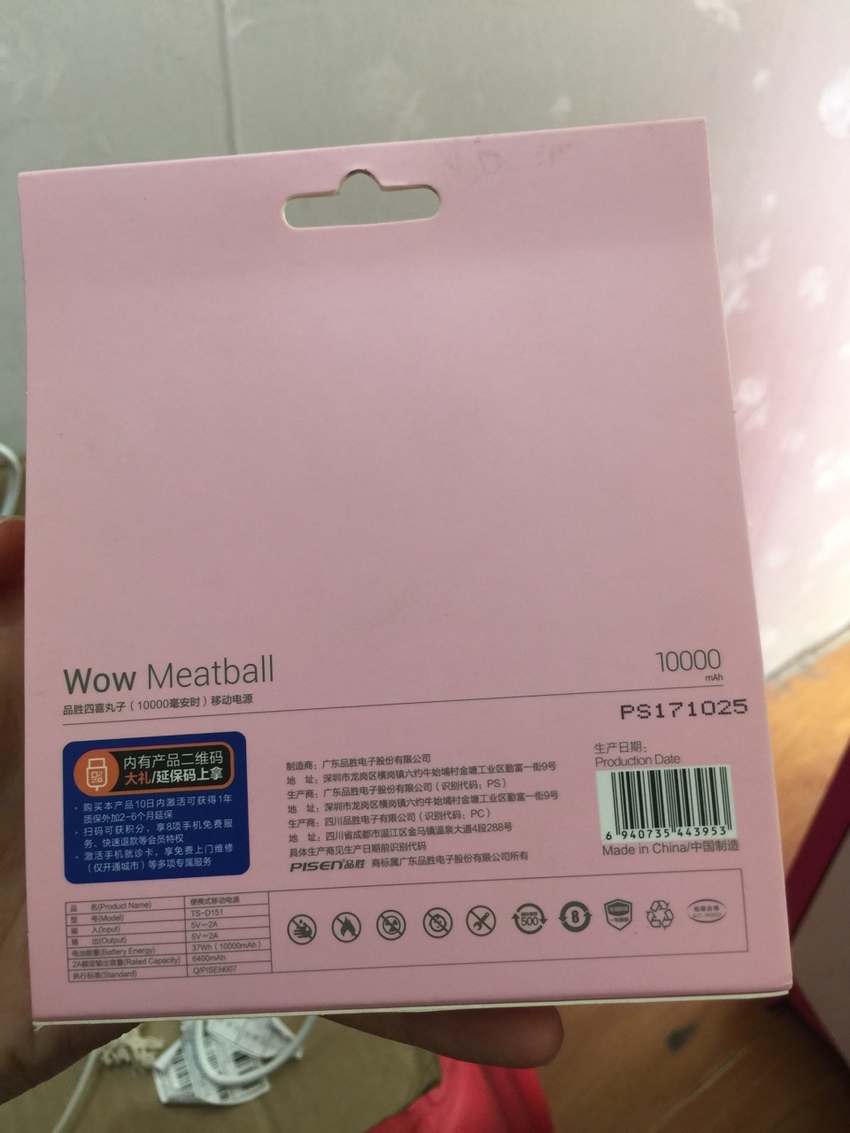 Wow Meatball
10000
mAh
品胜四喜丸子（10000毫安时）移动电源
PS171025
内有产品二维码
大礼/延保码上拿
· 购买本产品10日内激活可获得1年
质保外加2-6个月延保
· 扫码可获积分，享8项手机免费服
务、快速退款等会员特权
· 激活手机就诊卡，享免费上门维修
（仅开通城市）等多项专属服务
制造商：广东品胜电子股份有限公司
地 址：深圳市龙岗区横岗镇六约牛始埔村金塘工业区勤富一街9号
生产商：广东品胜电子股份有限公司（识别代码：PS）
地 址：深圳市龙岗区横岗镇六约牛始埔村金塘工业区勤富一街9号
生产商：四川品胜电子有限公司（识别代码：PC）
地 址：四川省成都市温江区金马镇温泉大道4段288号
具体生产商见生产日期前识别代码
PISEN品胜 商标属广东品胜电子股份有限公司所有
生产日期：
Production Date
6 940735 443953
Made in China/中国制造
品 名(Product Name) 便携式移动电源
型 号(Model) TS-D151
输 入(Input) 5V⎓2A
输 出(Output) 5V⎓2A
电池能量(Battery Energy) 37Wh（10000mAh）
2A额定输出容量(Rated Capacity) 6400mAh
执行标准(Standard) Q/PISEN007
500
8